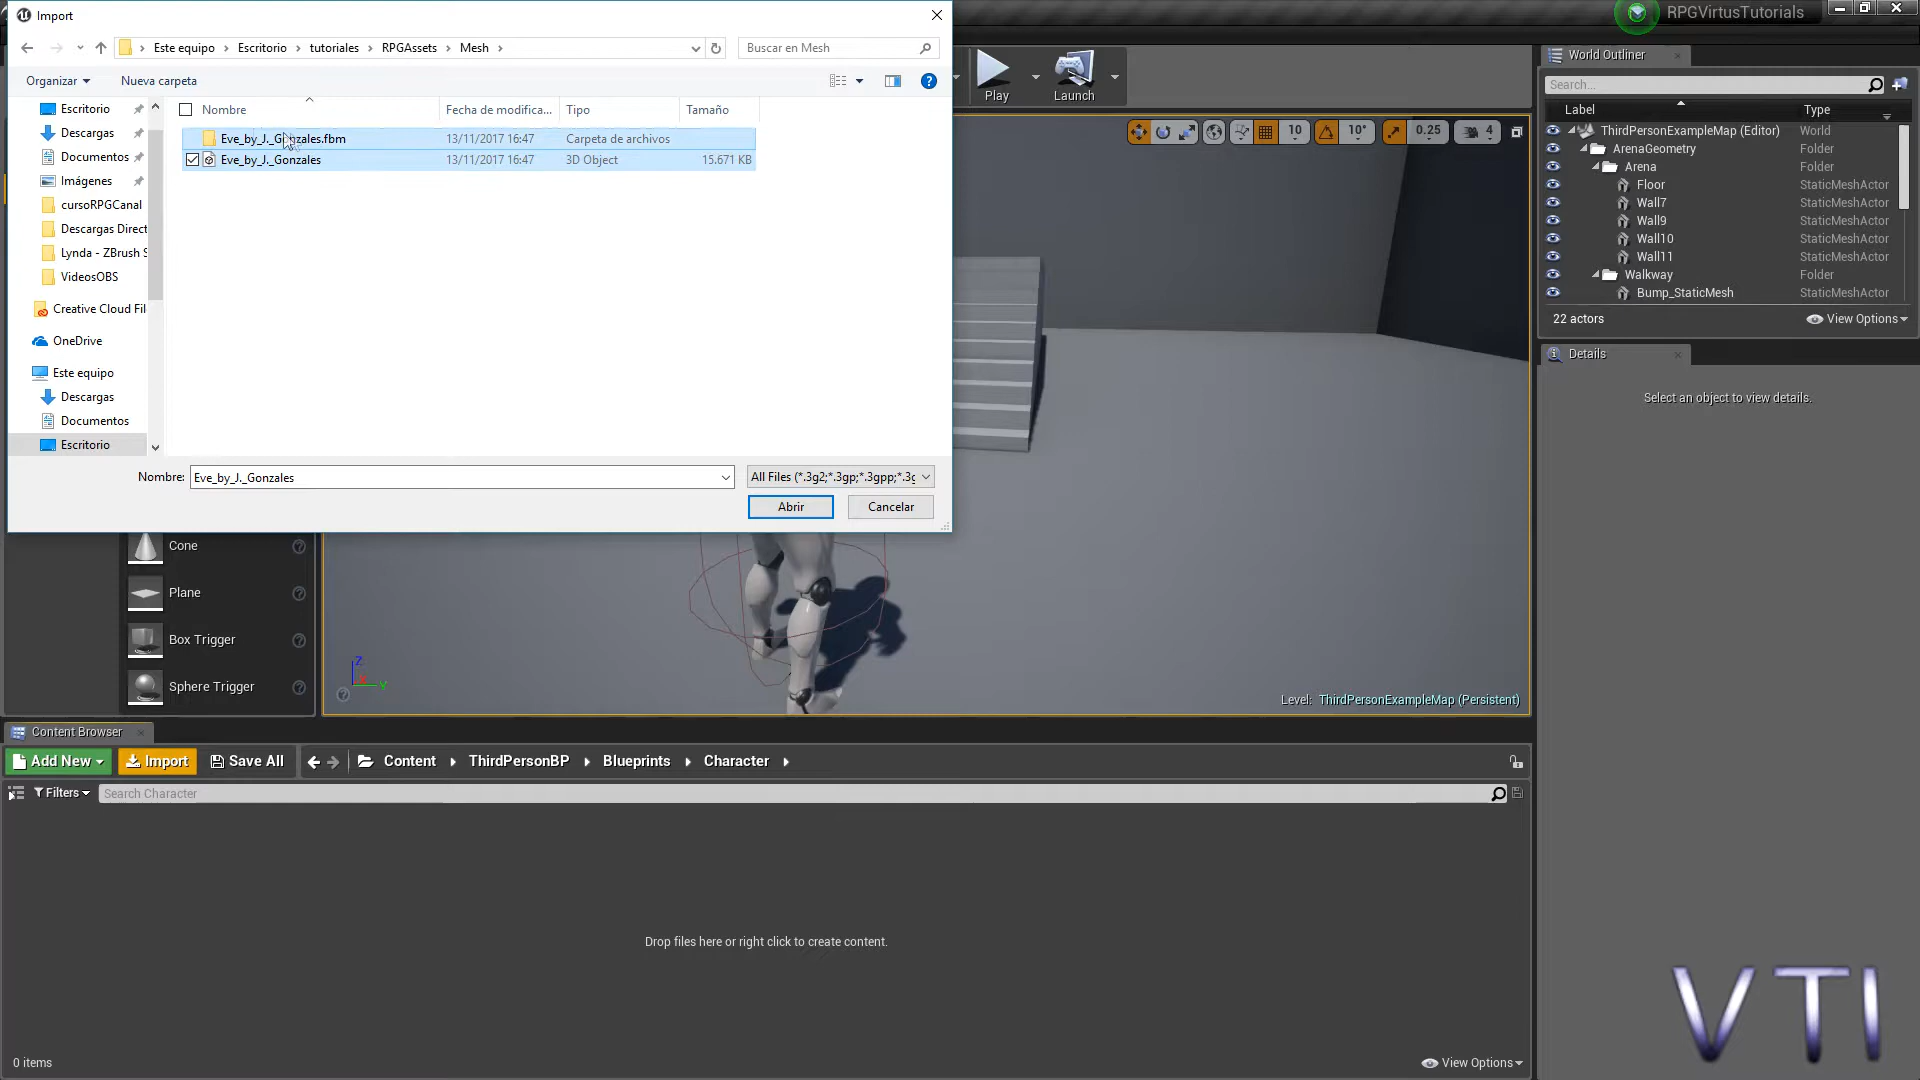 Import
RPGVirtusTutorials
Este equipo
Escritorio
tutoriales
RPGAssets
Mesh
Buscar en Mesh
Organizar
Nueva carpeta
Nombre
Fecha de modifica...
Tipo
Tamaño
Eve_by_J._Gonzales.fbm
13/11/2017 16:47
Carpeta de archivos
Eve_by_J._Gonzales
13/11/2017 16:47
3D Object
15.671 KB
Escritorio
Descargas
Documentos
Imágenes
cursoRPGCanal
Descargas Direct
Lynda - ZBrush S
VideosOBS
Creative Cloud Fil
OneDrive
Este equipo
Descargas
Documentos
Escritorio
Nombre:
Eve_by_J._Gonzales
All Files (*.3g2;*.3gp;*.3gpp;*.3g
Abrir
Cancelar
Play
Launch
10
10°
0.25
4
World Outliner
Search...
Label
Type
ThirdPersonExampleMap (Editor)
World
ArenaGeometry
Folder
Arena
Folder
Floor
StaticMeshActor
Wall7
StaticMeshActor
Wall9
StaticMeshActor
Wall10
StaticMeshActor
Wall11
StaticMeshActor
Walkway
Folder
Bump_StaticMesh
StaticMeshActor
22 actors
View Options
Details
Select an object to view details.
Cone
Plane
Box Trigger
Sphere Trigger
Z
X
Y
Level: ThirdPersonExampleMap (Persistent)
Content Browser
Add New
Import
Save All
Content
ThirdPersonBP
Blueprints
Character
Filters
Search Character
Drop files here or right click to create content.
0 items
View Options
VTI